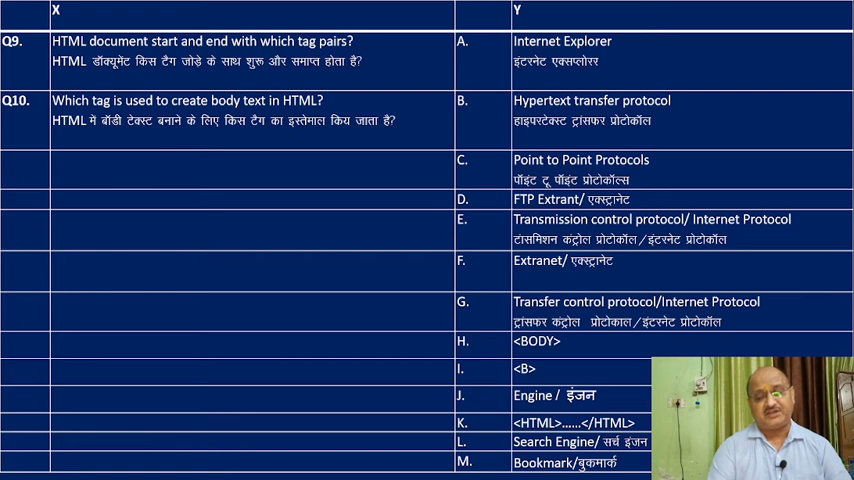 X Y
Q9. HTML document start and end with which tag pairs? A. Internet Explorer
HTML डॉक्यूमेंट किस टैग जोड़े के साथ शुरू और समाप्त होता है? इंटरनेट एक्सप्लोरर
Q10. Which tag is used to create body text in HTML? B. Hypertext transfer protocol
HTML में बॉडी टेक्स्ट बनाने के लिए किस टैग का इस्तेमाल किय जाता है? हाइपरटेक्स्ट ट्रांसफर प्रोटोकॉल
C. Point to Point Protocols
पॉइंट टू पॉइंट प्रोटोकॉल्स
D. FTP Extrant/ एक्स्ट्रानेट
E. Transmission control protocol/ Internet Protocol
टांसमिशन कंट्रोल प्रोटोकॉल/इंटरनेट प्रोटोकॉल
F. Extranet/ एक्स्ट्रानेट
G. Transfer control protocol/Internet Protocol
ट्रांसफर कंट्रोल प्रोटोकाल/इंटरनेट प्रोटोकॉल
H. <BODY>
I. <B>
J. Engine / इंजन
K. <HTML>......</HTML>
L. Search Engine/ सर्च इंजन
M. Bookmark/बुकमार्क